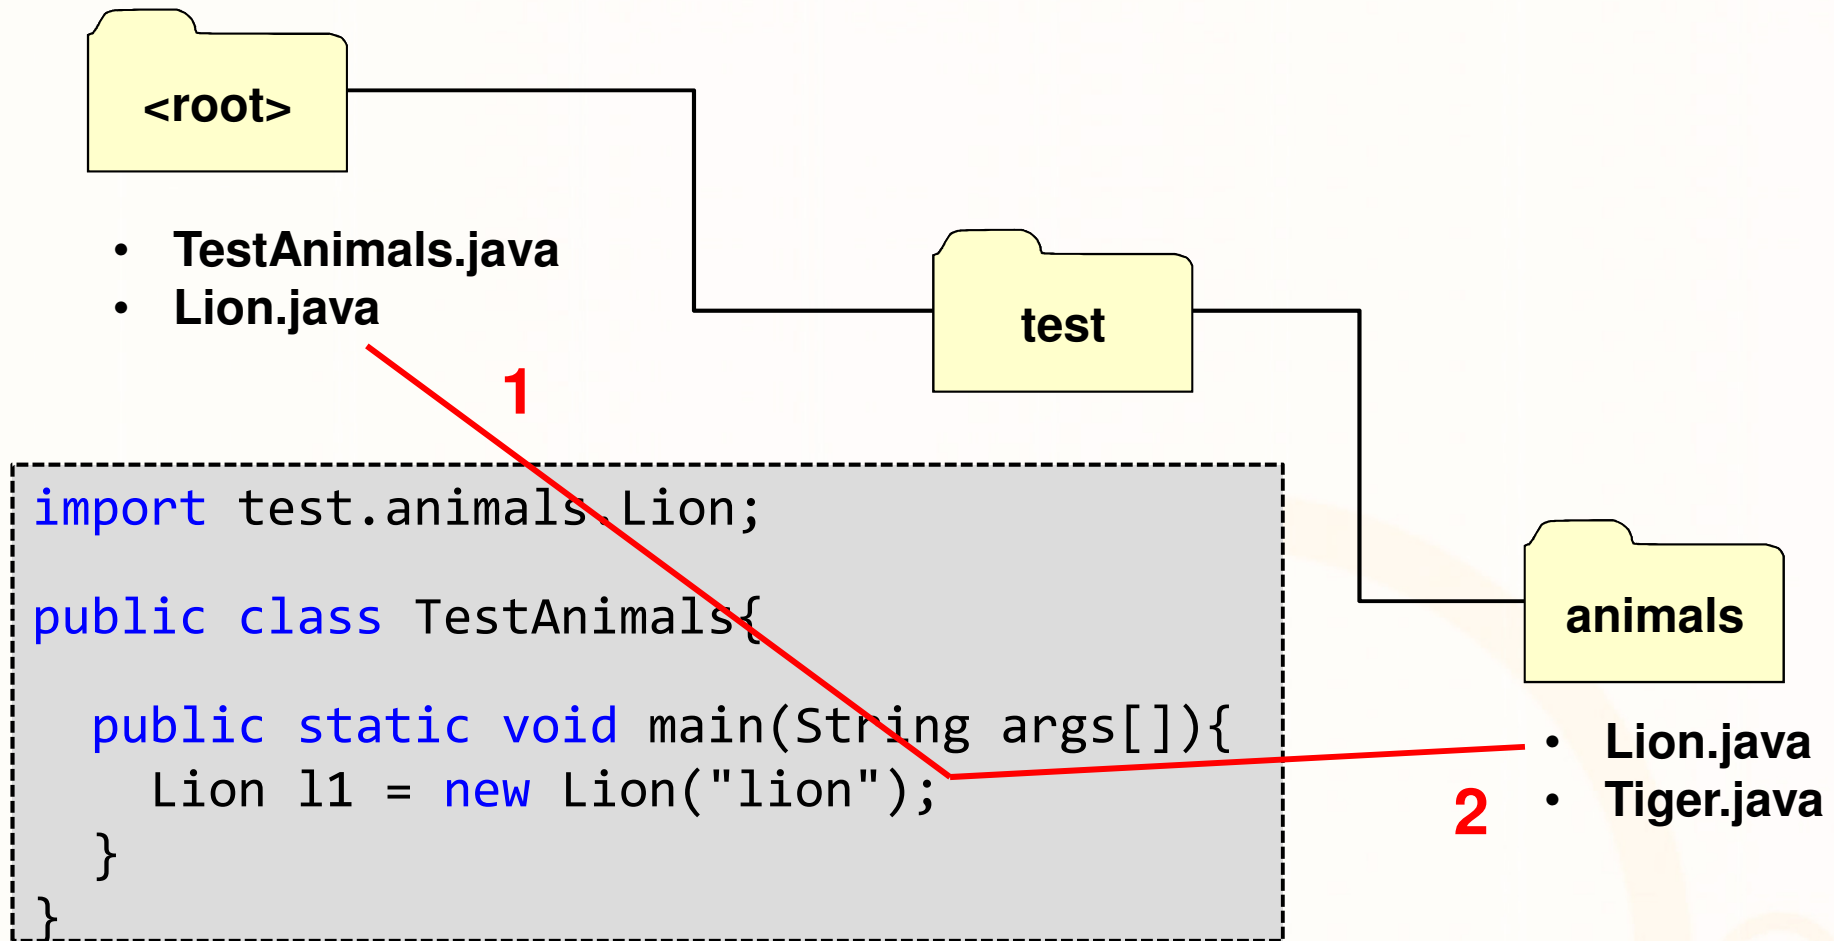 <root>
• TestAnimals.java
• Lion.java
test
1
import test.animals.Lion;
public class TestAnimals{
public static void main(String args[]){
Lion l1 = new Lion("lion");
}
}
animals
• Lion.java
• Tiger.java
2